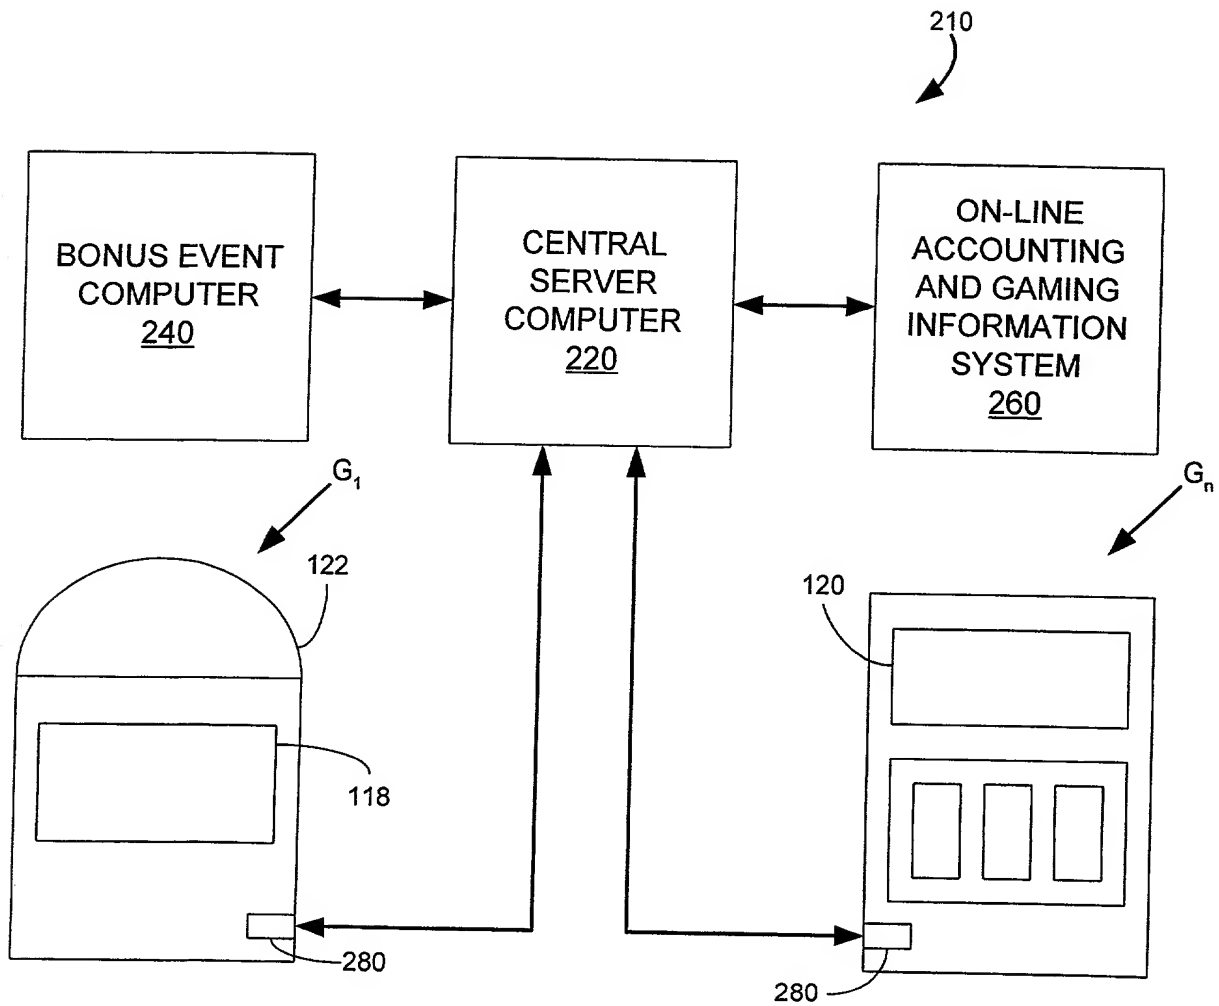 210
BONUS EVENT
COMPUTER
240
CENTRAL
SERVER
COMPUTER
220
ON-LINE
ACCOUNTING
AND GAMING
INFORMATION
SYSTEM
260
G1
Gn
122
120
118
280
280